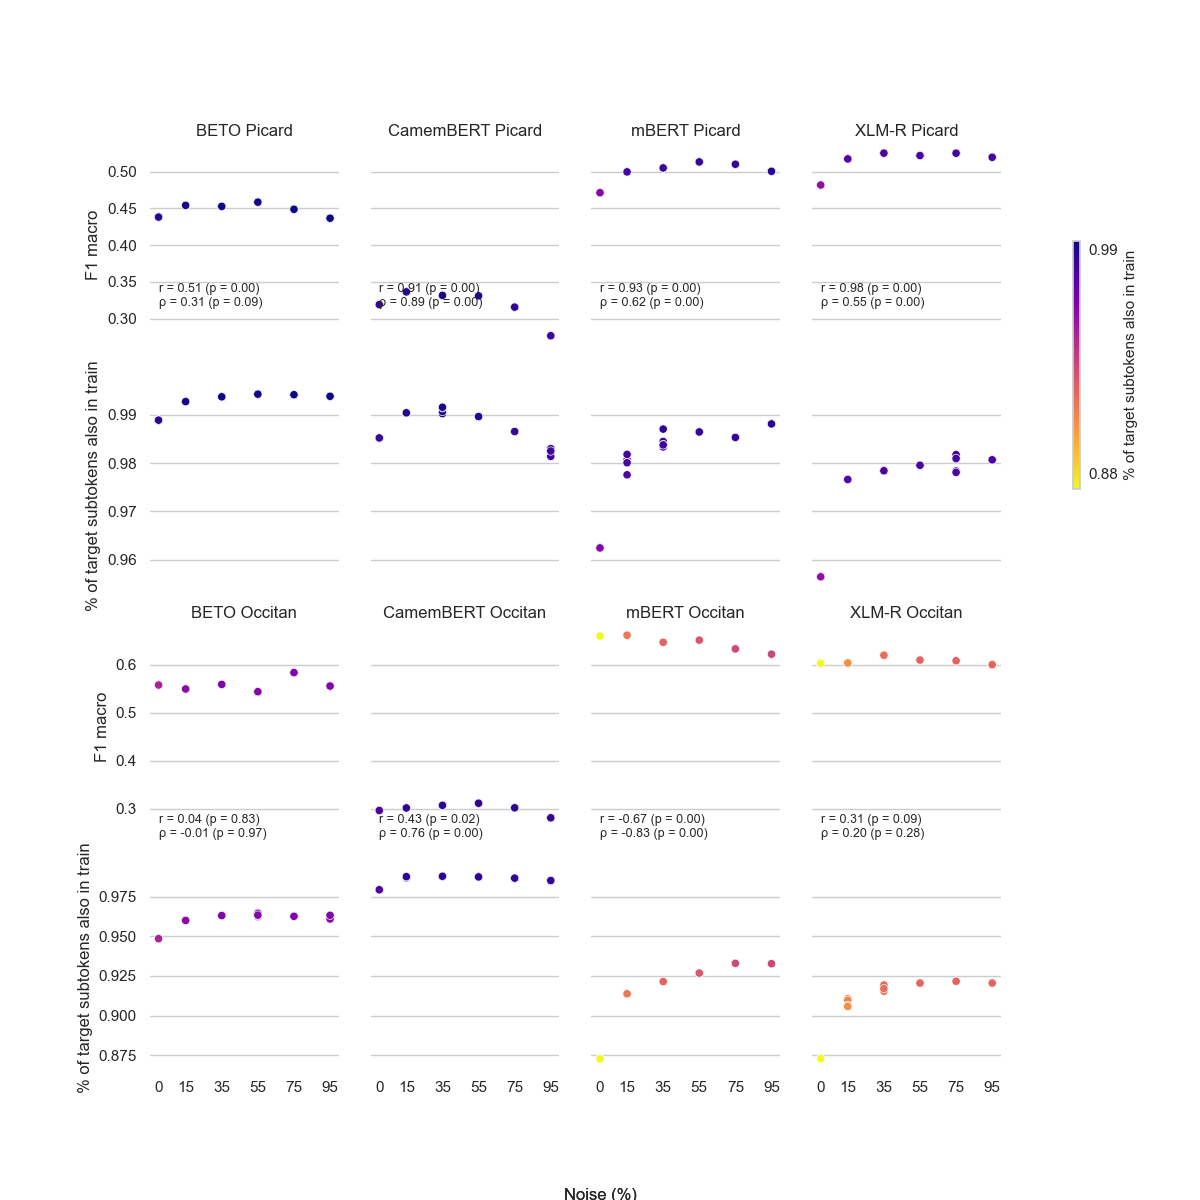 BETO Picard
CamemBERT Picard
mBERT Picard
XLM-R Picard
F1 macro
0.50
0.45
0.40
0.35
0.30
r = 0.51 (p = 0.00)
ρ = 0.31 (p = 0.09)
r = 0.91 (p = 0.00)
ρ = 0.89 (p = 0.00)
r = 0.93 (p = 0.00)
ρ = 0.62 (p = 0.00)
r = 0.98 (p = 0.00)
ρ = 0.55 (p = 0.00)
% of target subtokens also in train
0.99
0.98
0.97
0.96
0.99
0.88
% of target subtokens also in train
BETO Occitan
CamemBERT Occitan
mBERT Occitan
XLM-R Occitan
F1 macro
0.6
0.5
0.4
0.3
r = 0.04 (p = 0.83)
ρ = -0.01 (p = 0.97)
r = 0.43 (p = 0.02)
ρ = 0.76 (p = 0.00)
r = -0.67 (p = 0.00)
ρ = -0.83 (p = 0.00)
r = 0.31 (p = 0.09)
ρ = 0.20 (p = 0.28)
% of target subtokens also in train
0.975
0.950
0.925
0.900
0.875
0 15 35 55 75 95
0 15 35 55 75 95
0 15 35 55 75 95
0 15 35 55 75 95
Noise (%)